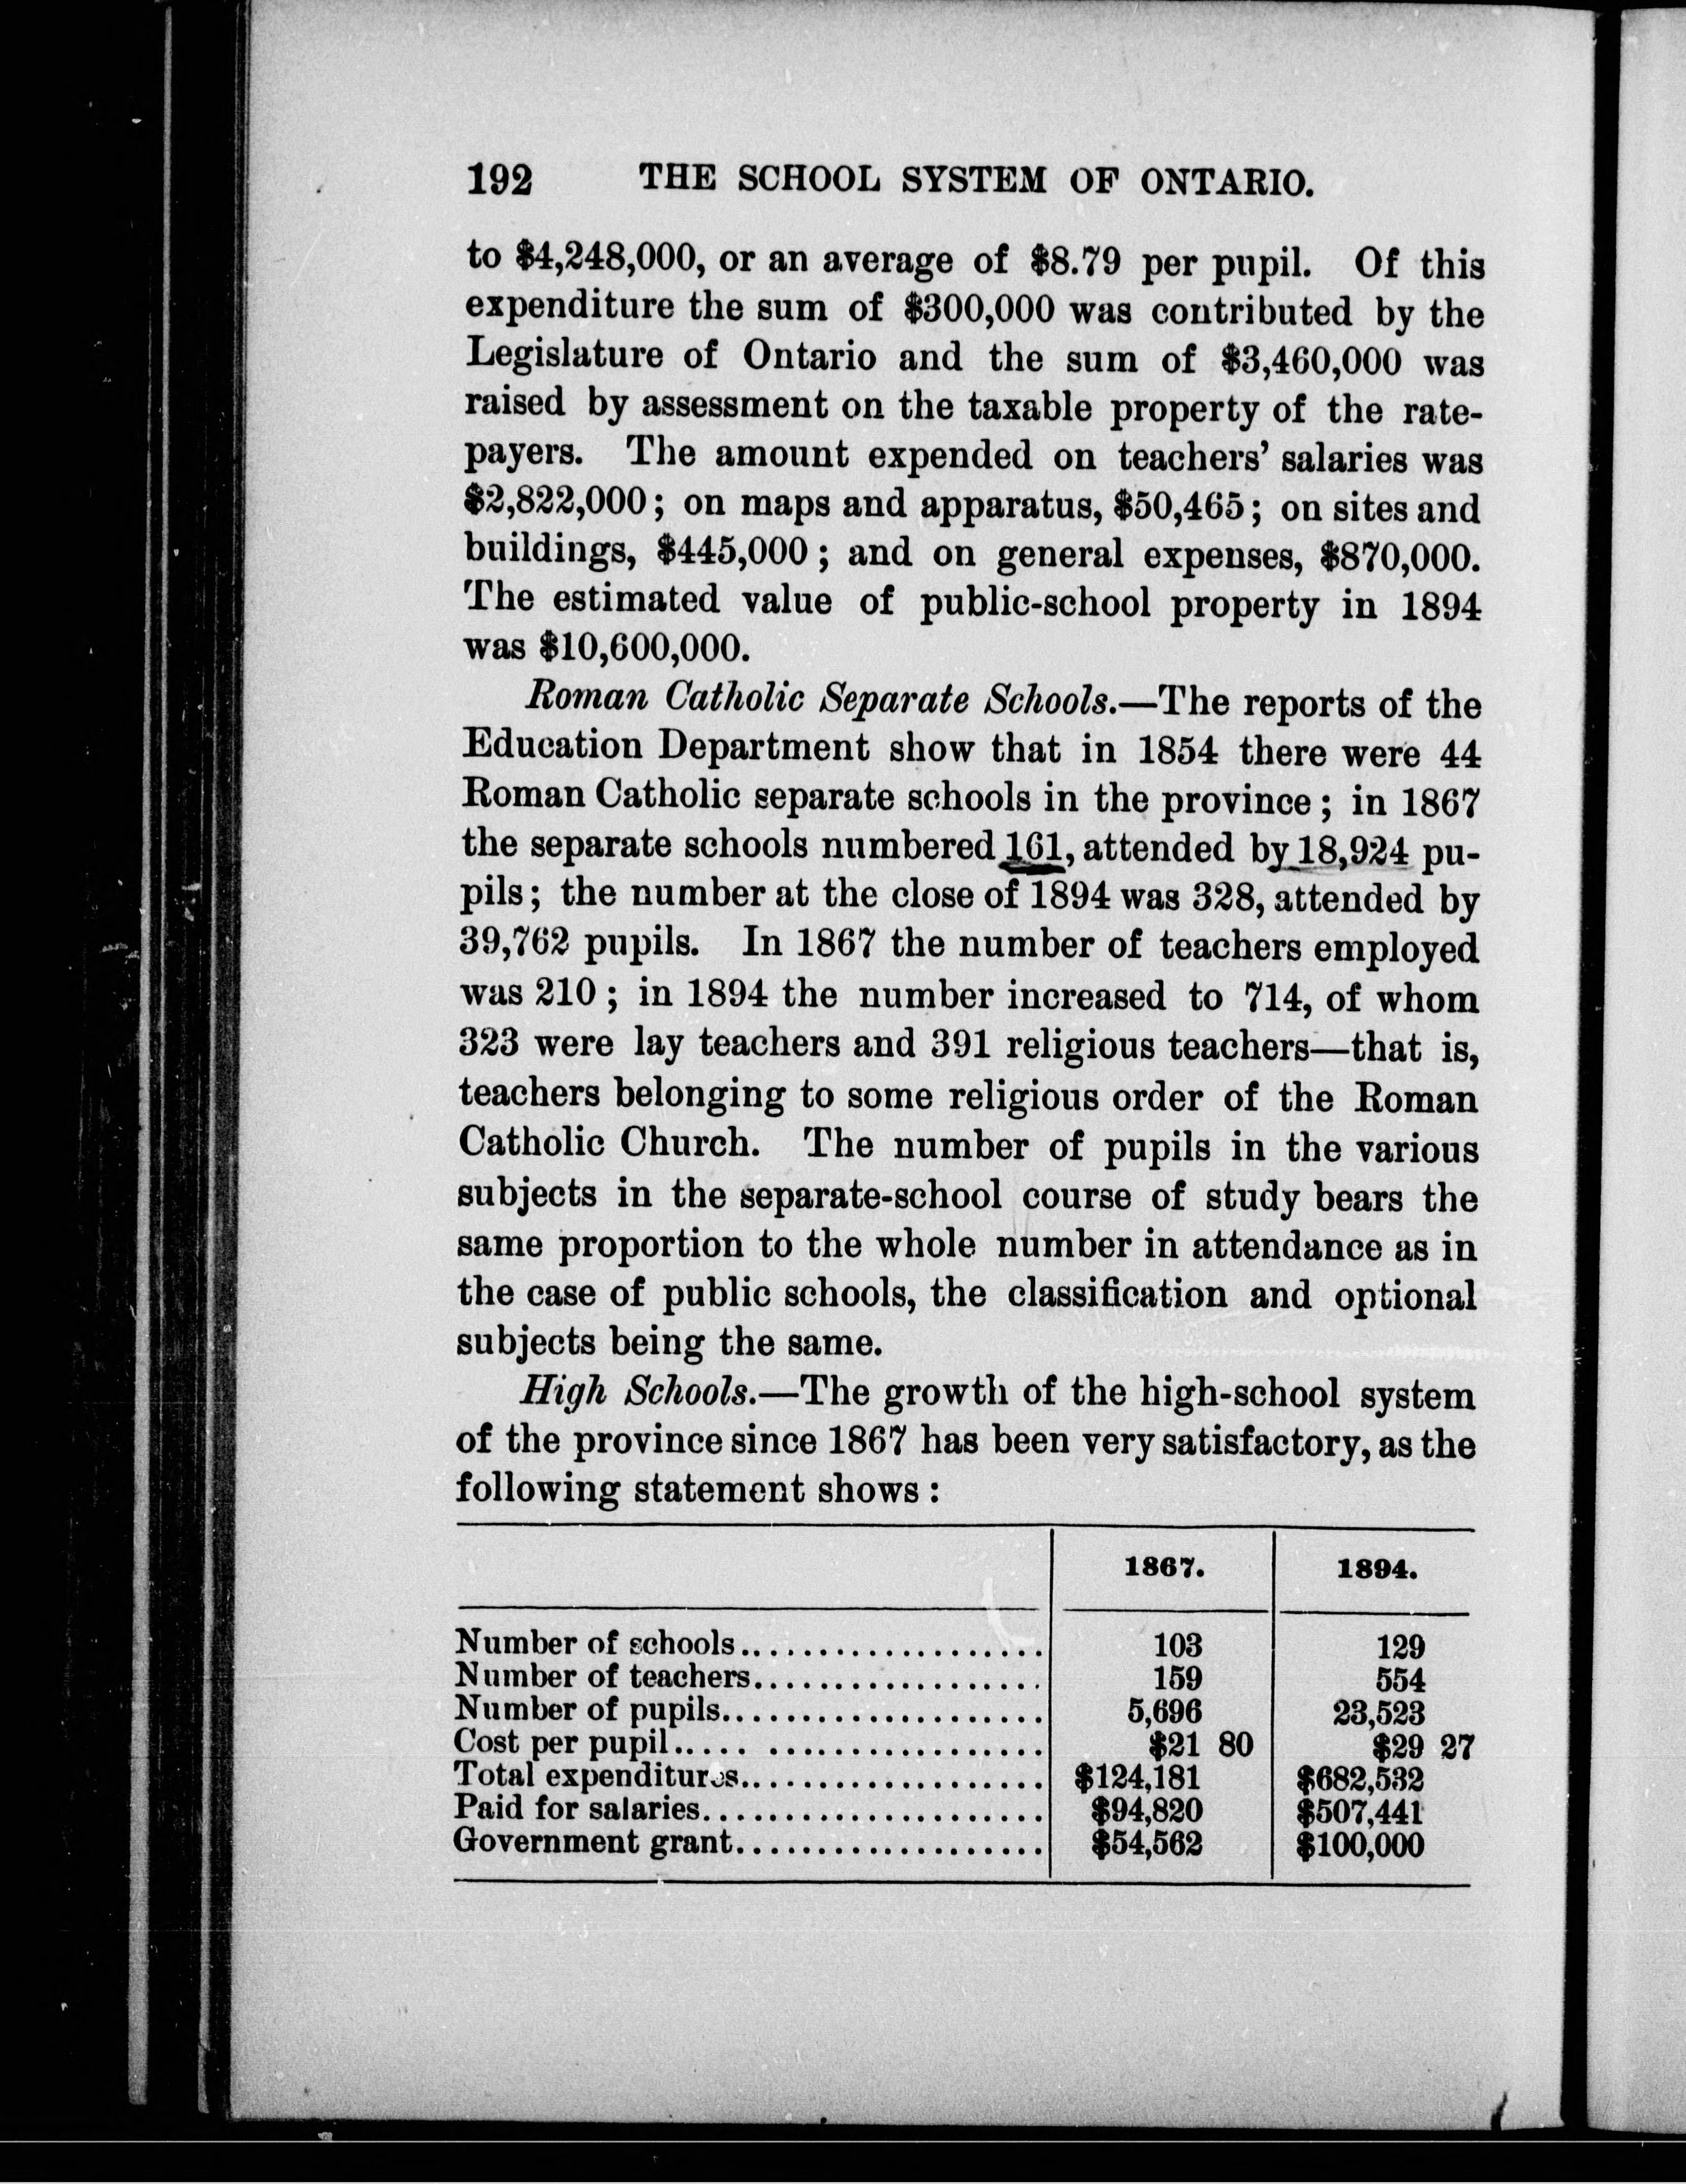 192 THE SCHOOL SYSTEM OF ONTARIO.
to $4,248,000, or an average of $8.79 per pupil. Of this
expenditure the sum of $300,000 was contributed by the
Legislature of Ontario and the sum of $3,460,000 was
raised by assessment on the taxable property of the rate-
payers. The amount expended on teachers’ salaries was
$2,822,000; on maps and apparatus, $50,465; on sites and
buildings, $445,000; and on general expenses, $870,000.
The estimated value of public-school property in 1894
was $10,600,000.
Roman Catholic Separate Schools.—The reports of the
Education Department show that in 1854 there were 44
Roman Catholic separate schools in the province; in 1867
the separate schools numbered 161, attended by 18,924 pu-
pils; the number at the close of 1894 was 328, attended by
39,762 pupils. In 1867 the number of teachers employed
was 210; in 1894 the number increased to 714, of whom
323 were lay teachers and 391 religious teachers—that is,
teachers belonging to some religious order of the Roman
Catholic Church. The number of pupils in the various
subjects in the separate-school course of study bears the
same proportion to the whole number in attendance as in
the case of public schools, the classification and optional
subjects being the same.
High Schools.—The growth of the high-school system
of the province since 1867 has been very satisfactory, as the
following statement shows:
1867. 1894.
Number of schools.................... 103 129
Number of teachers................... 159 554
Number of pupils..................... 5,696 23,523
Cost per pupil..... .................. $21 80 $29 27
Total expenditures.................... $124,181 $682,532
Paid for salaries...................... $94,820 $507,441
Government grant.................... $54,562 $100,000